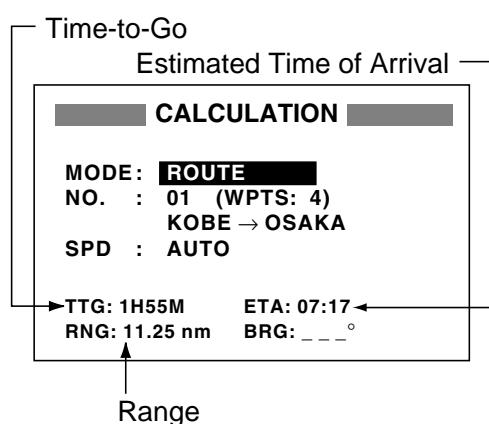 Time-to-Go
Estimated Time of Arrival
CALCULATION
MODE: ROUTE
NO. : 01 (WPTS: 4)
KOBE → OSAKA
SPD : AUTO
TTG: 1H55M ETA: 07:17
RNG: 11.25 nm BRG: _ _ _°
Range